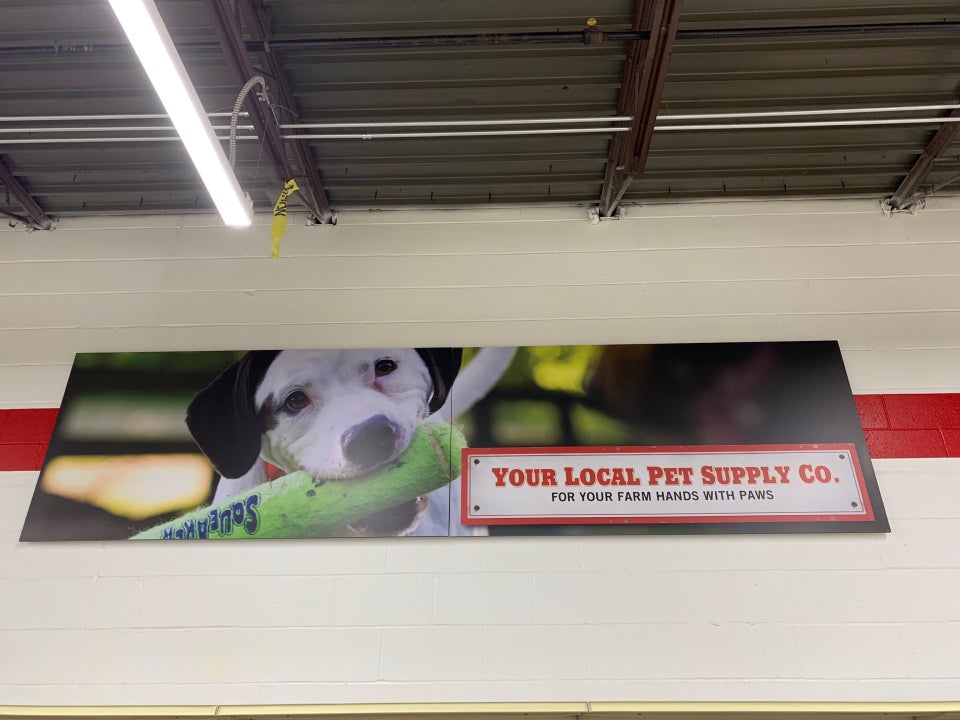 YOUR LOCAL PET SUPPLY CO.
FOR YOUR FARM HANDS WITH PAWS